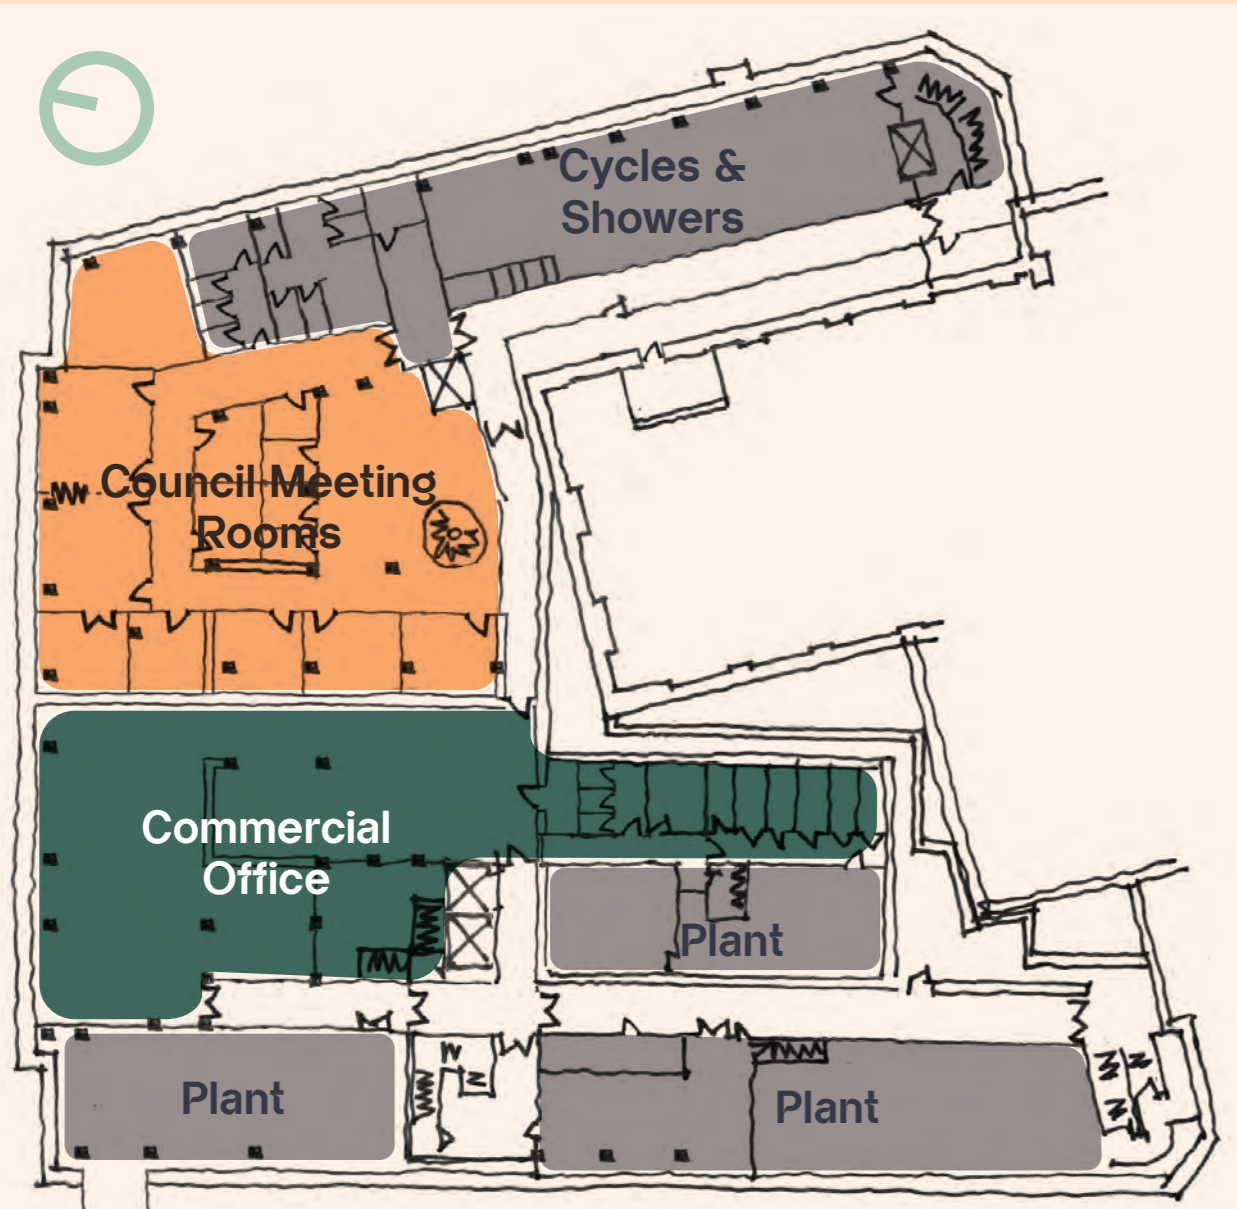 Cycles &
Showers
Council Meeting
Rooms
Commercial
Office
Plant
Plant
Plant